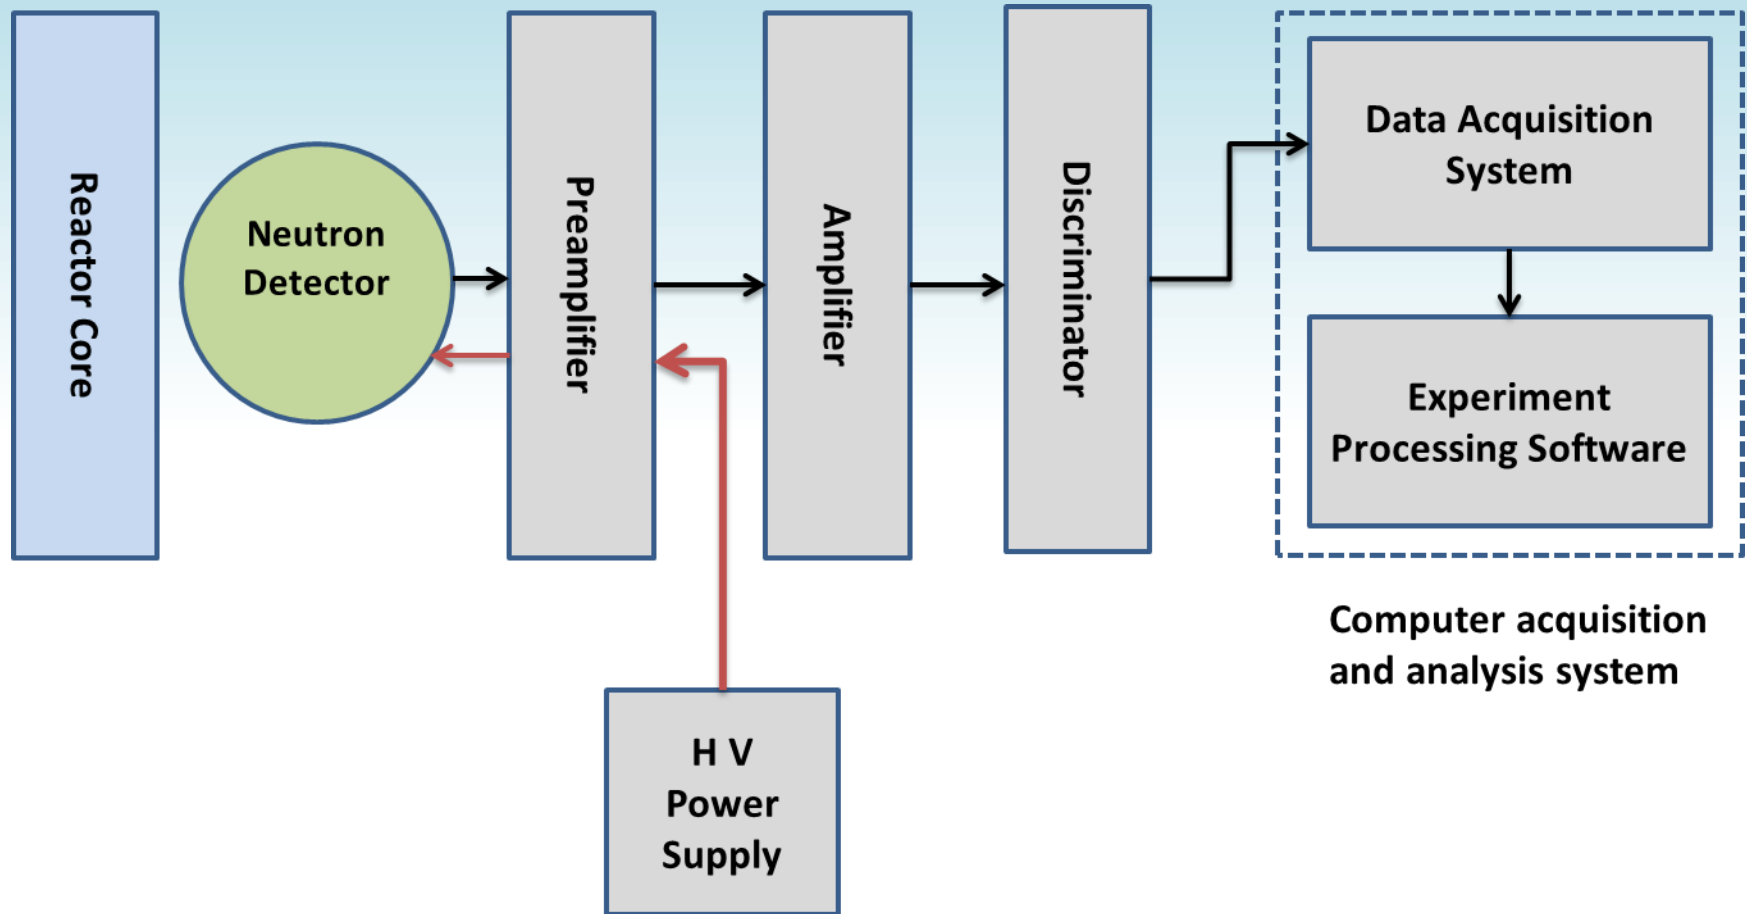 Reactor Core
Neutron
Detector
Preamplifier
Amplifier
Discriminator
Data Acquisition
System
Experiment
Processing Software
Computer acquisition
and analysis system
H V
Power
Supply